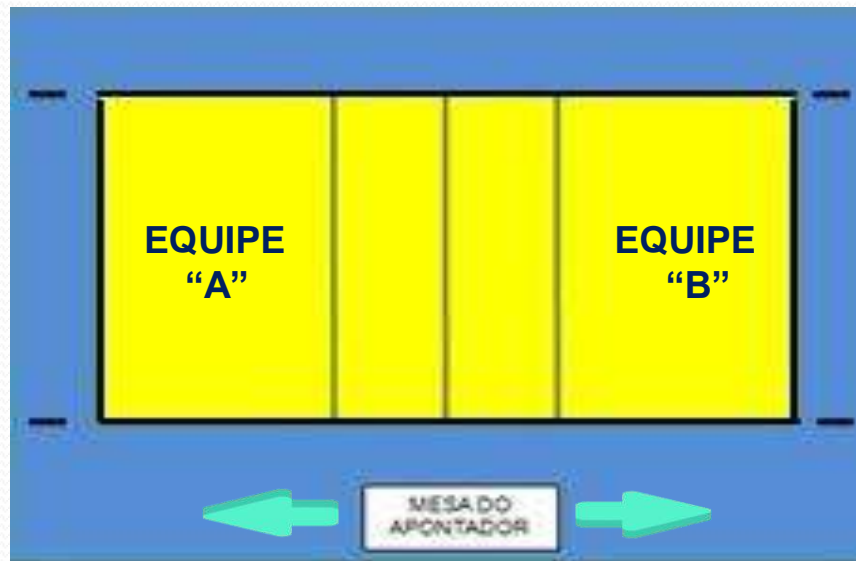 EQUIPE
“A”
EQUIPE
“B”
MESA DO
APONTADOR